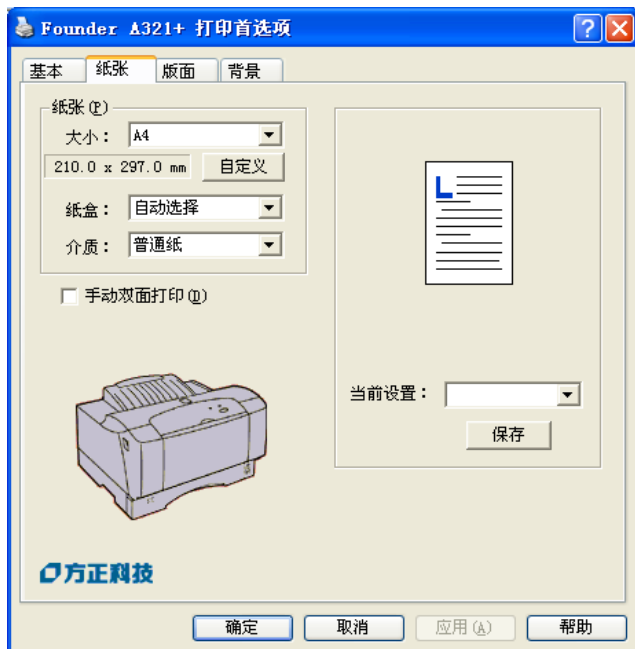 Founder A321+ 打印首选项
基本 纸张 版面 背景
纸张(P)
大小： A4
210.0 x 297.0 mm 自定义
纸盒： 自动选择
介质： 普通纸
手动双面打印(D)
当前设置：
保存
方正科技
确定 取消 应用(A) 帮助